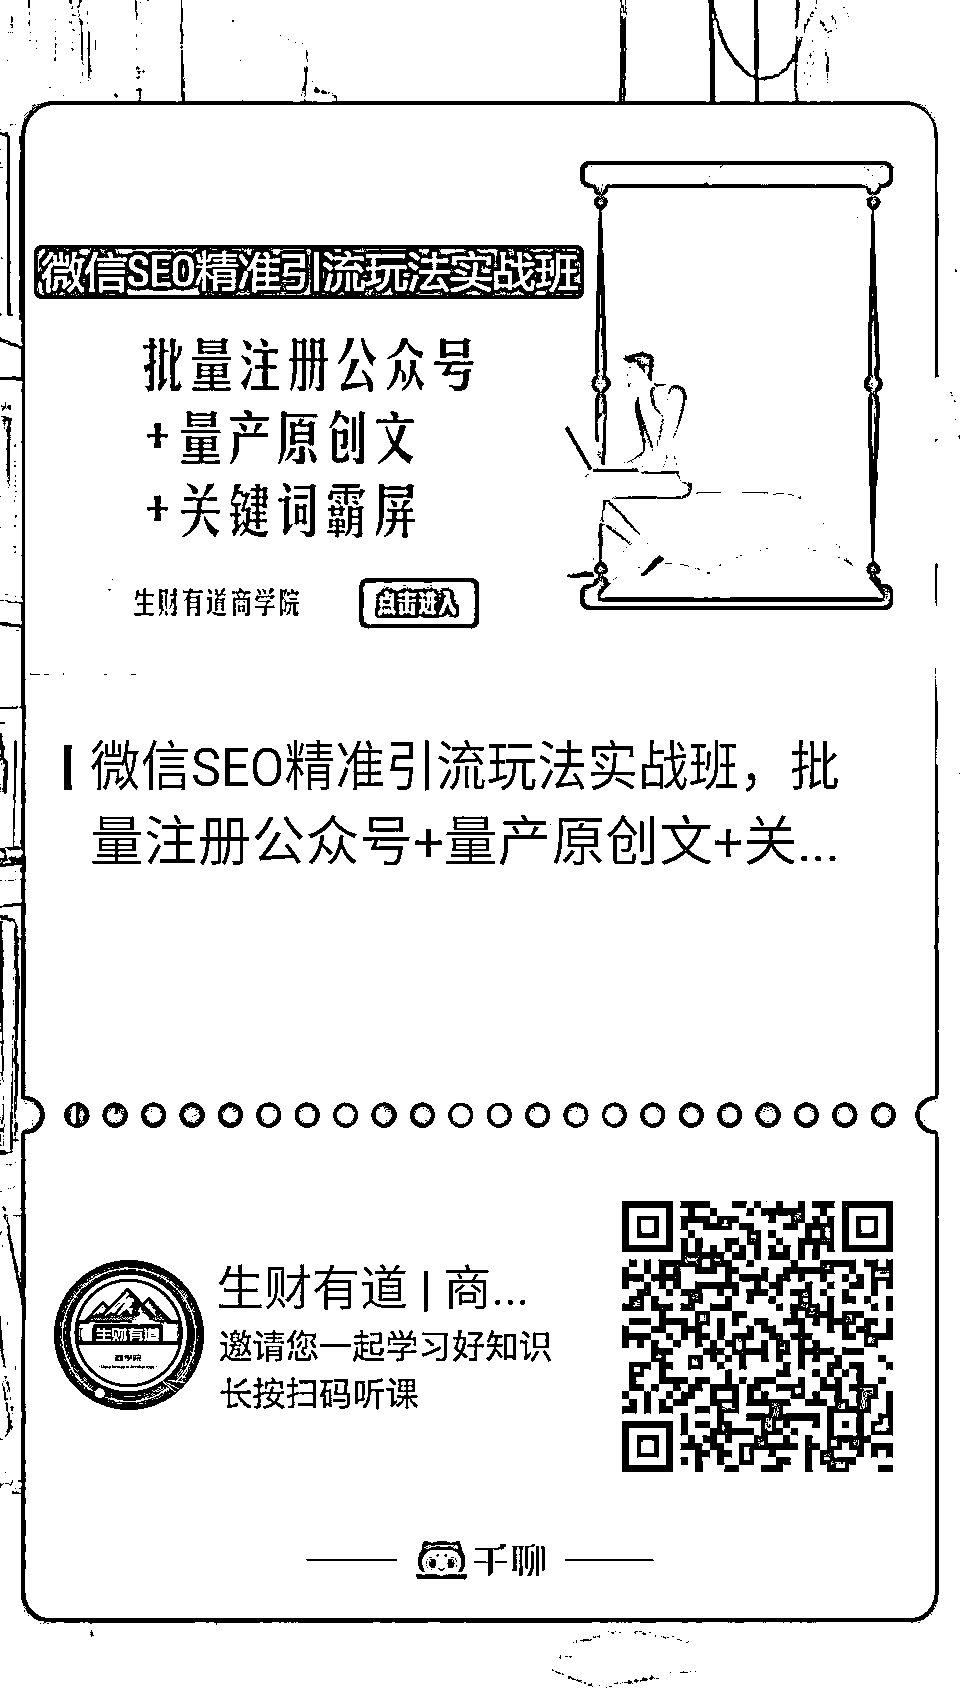 微信SEO精准引流玩法实战班
批量注册公众号
+量产原创文
+关键词霸屏
生财有道商学院
点击进入
微信SEO精准引流玩法实战班，批
量注册公众号+量产原创文+关...
生财有道 | 商...
邀请您一起学习好知识
长按扫码听课
生财有道
商学院
千聊